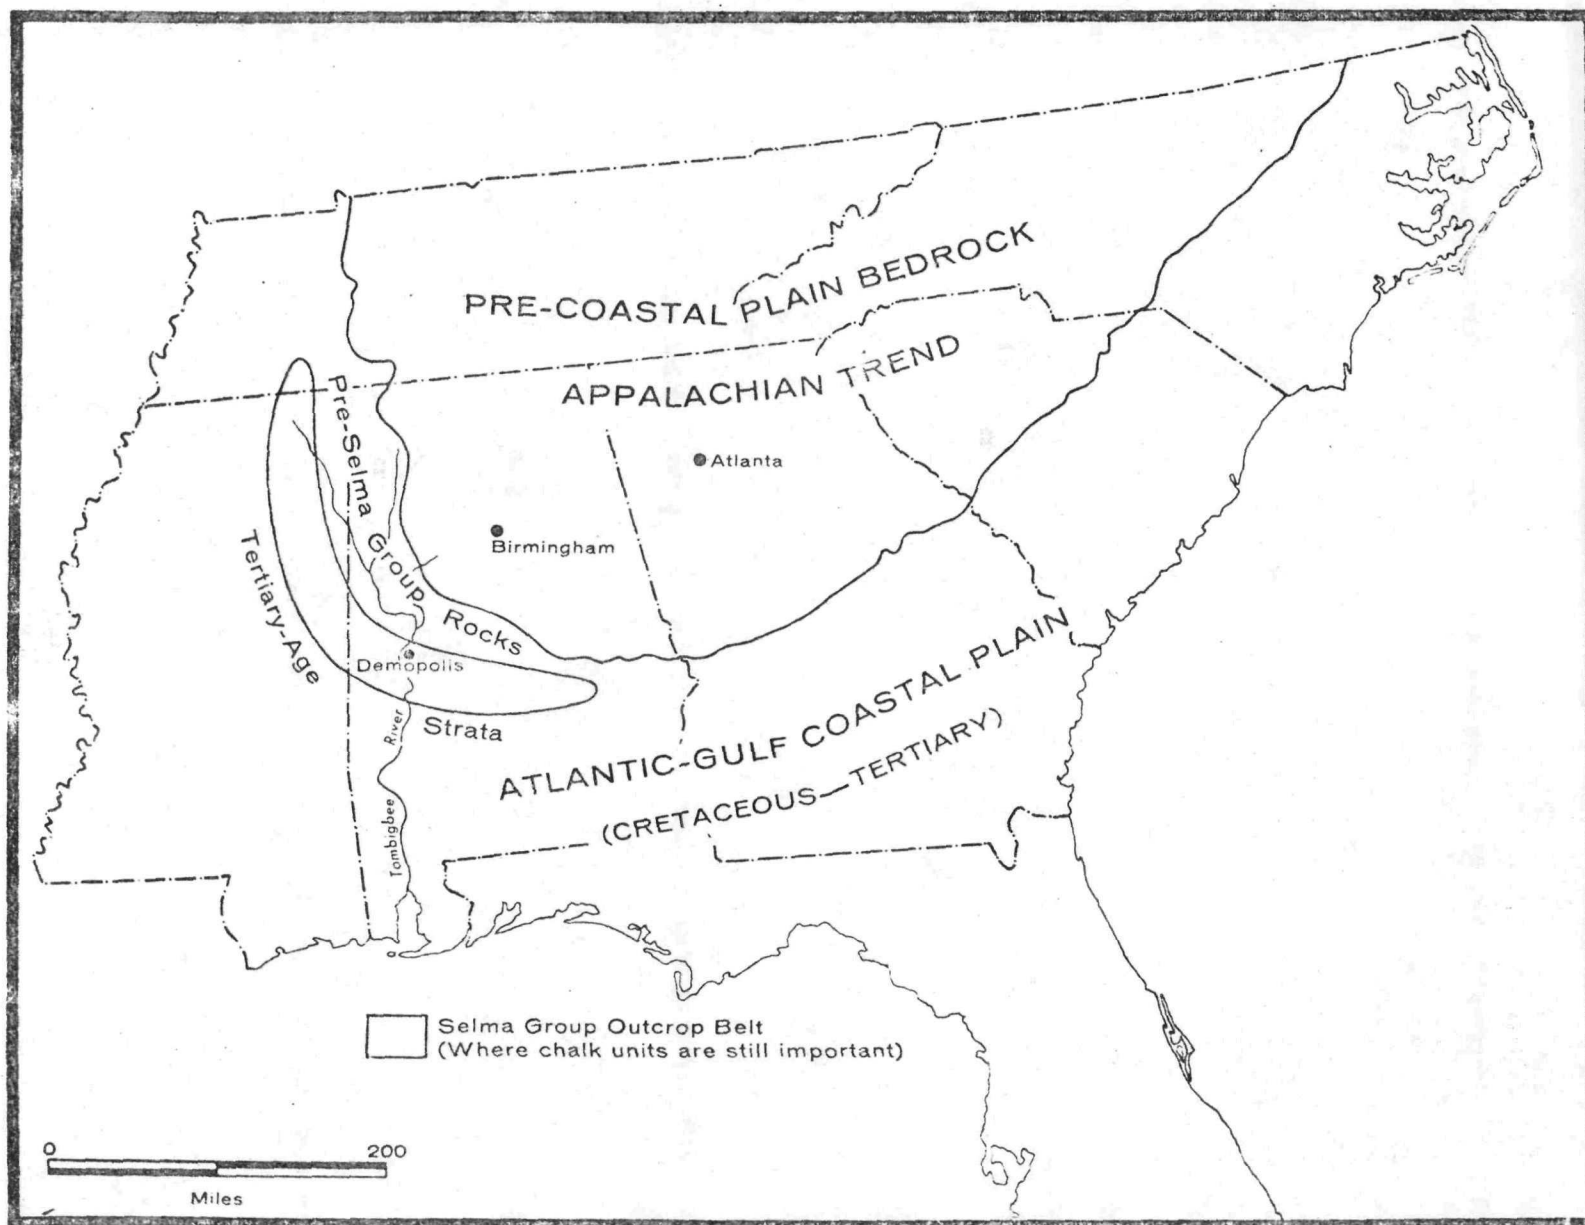 PRE-COASTAL PLAIN BEDROCK
APPALACHIAN TREND
Pre-Selma Group Rocks
Atlanta
Birmingham
Tertiary-Age Strata
Demopolis
River
Tombigbee
ATLANTIC-GULF COASTAL PLAIN
(CRETACEOUS—TERTIARY)
Selma Group Outcrop Belt
(Where chalk units are still important)
0 200
Miles